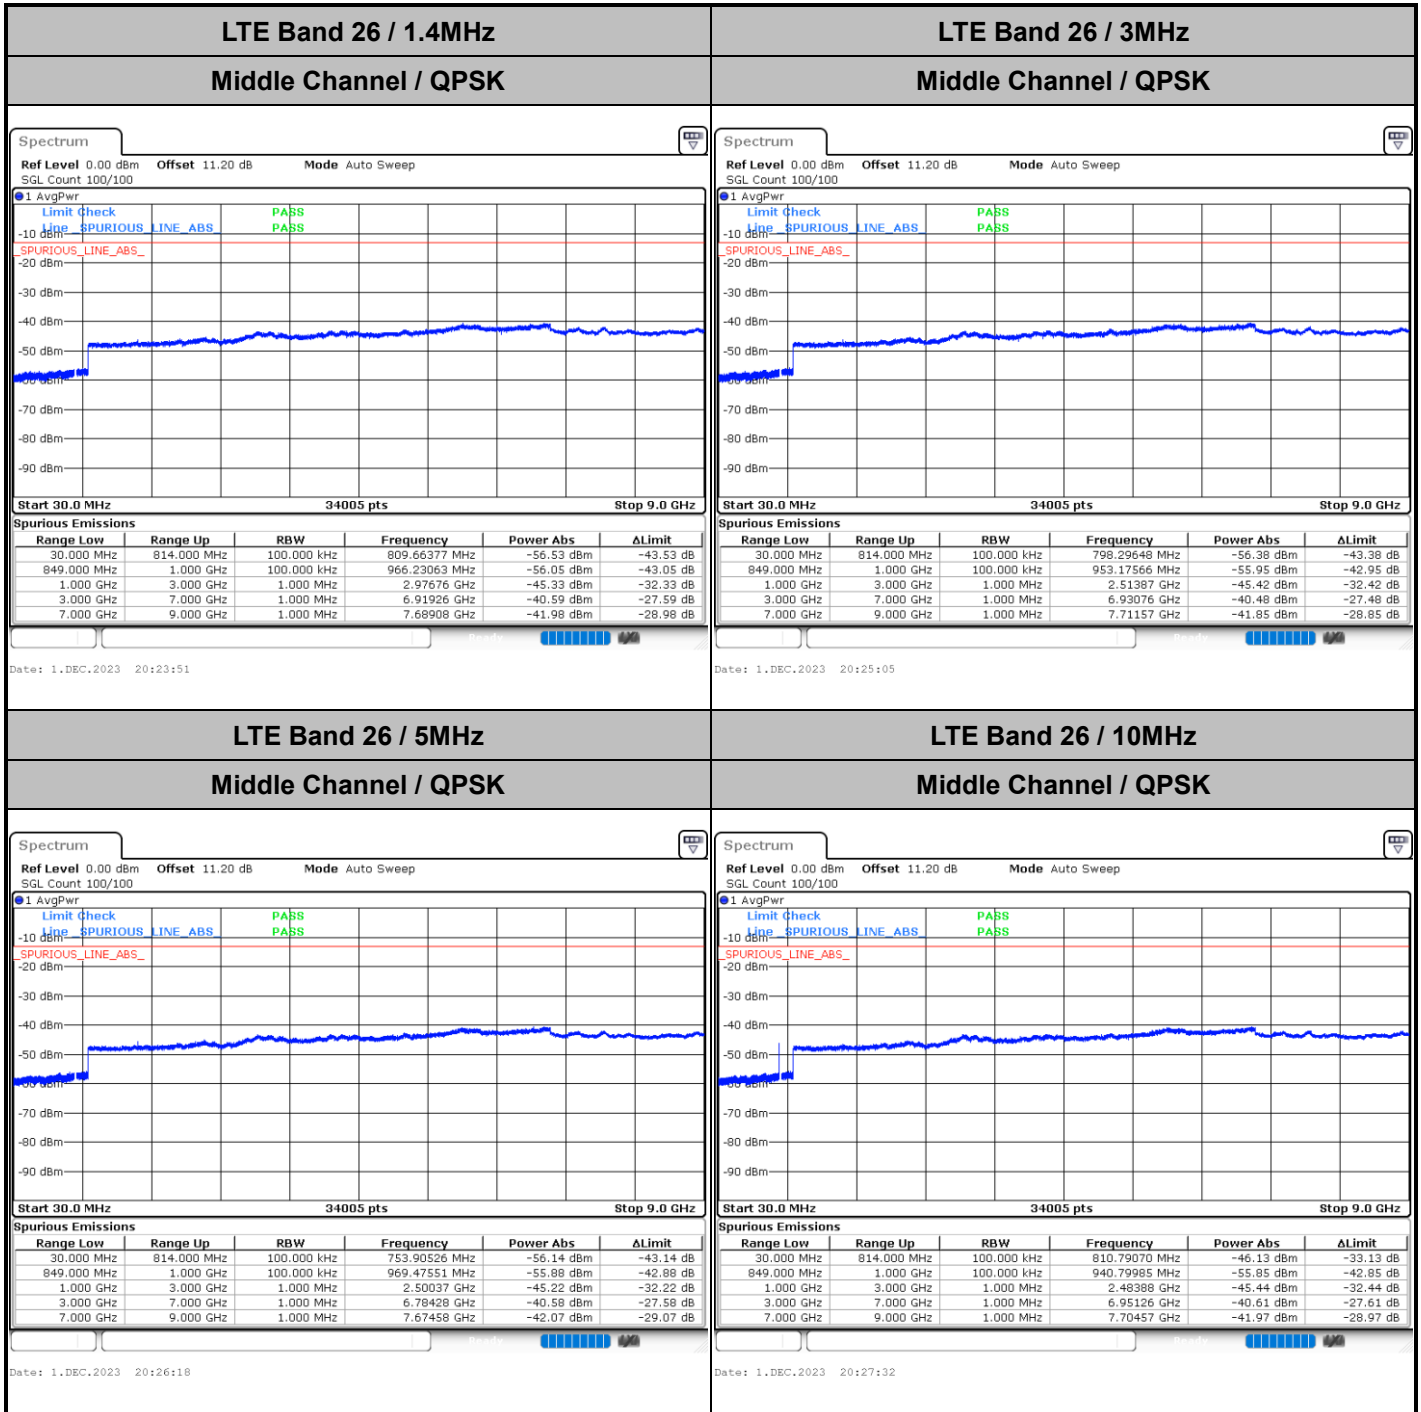 LTE Band 26 / 1.4MHz
LTE Band 26 / 3MHz
Middle Channel / QPSK
Middle Channel / QPSK
Spectrum
Ref Level 0.00 dBm Offset 11.20 dB Mode Auto Sweep
SGL Count 100/100
1 AvgPwr
Limit Check PASS
Line _SPURIOUS_LINE_ABS_ PASS
-10 dBm
_SPURIOUS_LINE_ABS_
-20 dBm
-30 dBm
-40 dBm
-50 dBm
-60 dBm
-70 dBm
-80 dBm
-90 dBm
Start 30.0 MHz 34005 pts Stop 9.0 GHz
Spurious Emissions
Range Low Range Up RBW Frequency Power Abs ΔLimit
30.000 MHz 814.000 MHz 100.000 kHz 809.66377 MHz -56.53 dBm -43.53 dB
849.000 MHz 1.000 GHz 100.000 kHz 966.23063 MHz -56.05 dBm -43.05 dB
1.000 GHz 3.000 GHz 1.000 MHz 2.97676 GHz -45.33 dBm -32.33 dB
3.000 GHz 7.000 GHz 1.000 MHz 6.91926 GHz -40.59 dBm -27.59 dB
7.000 GHz 9.000 GHz 1.000 MHz 7.68908 GHz -41.98 dBm -28.98 dB
Ready
Date: 1.DEC.2023 20:23:51
Spectrum
Ref Level 0.00 dBm Offset 11.20 dB Mode Auto Sweep
SGL Count 100/100
1 AvgPwr
Limit Check PASS
Line _SPURIOUS_LINE_ABS_ PASS
-10 dBm
_SPURIOUS_LINE_ABS_
-20 dBm
-30 dBm
-40 dBm
-50 dBm
-60 dBm
-70 dBm
-80 dBm
-90 dBm
Start 30.0 MHz 34005 pts Stop 9.0 GHz
Spurious Emissions
Range Low Range Up RBW Frequency Power Abs ΔLimit
30.000 MHz 814.000 MHz 100.000 kHz 798.29648 MHz -56.38 dBm -43.38 dB
849.000 MHz 1.000 GHz 100.000 kHz 953.17566 MHz -55.95 dBm -42.95 dB
1.000 GHz 3.000 GHz 1.000 MHz 2.51387 GHz -45.42 dBm -32.42 dB
3.000 GHz 7.000 GHz 1.000 MHz 6.93076 GHz -40.48 dBm -27.48 dB
7.000 GHz 9.000 GHz 1.000 MHz 7.71157 GHz -41.85 dBm -28.85 dB
Ready
Date: 1.DEC.2023 20:25:05
LTE Band 26 / 5MHz
LTE Band 26 / 10MHz
Middle Channel / QPSK
Middle Channel / QPSK
Spectrum
Ref Level 0.00 dBm Offset 11.20 dB Mode Auto Sweep
SGL Count 100/100
1 AvgPwr
Limit Check PASS
Line _SPURIOUS_LINE_ABS_ PASS
-10 dBm
_SPURIOUS_LINE_ABS_
-20 dBm
-30 dBm
-40 dBm
-50 dBm
-60 dBm
-70 dBm
-80 dBm
-90 dBm
Start 30.0 MHz 34005 pts Stop 9.0 GHz
Spurious Emissions
Range Low Range Up RBW Frequency Power Abs ΔLimit
30.000 MHz 814.000 MHz 100.000 kHz 753.90526 MHz -56.14 dBm -43.14 dB
849.000 MHz 1.000 GHz 100.000 kHz 969.47551 MHz -55.88 dBm -42.88 dB
1.000 GHz 3.000 GHz 1.000 MHz 2.50037 GHz -45.22 dBm -32.22 dB
3.000 GHz 7.000 GHz 1.000 MHz 6.78428 GHz -40.58 dBm -27.58 dB
7.000 GHz 9.000 GHz 1.000 MHz 7.67458 GHz -42.07 dBm -29.07 dB
Ready
Date: 1.DEC.2023 20:26:18
Spectrum
Ref Level 0.00 dBm Offset 11.20 dB Mode Auto Sweep
SGL Count 100/100
1 AvgPwr
Limit Check PASS
Line _SPURIOUS_LINE_ABS_ PASS
-10 dBm
_SPURIOUS_LINE_ABS_
-20 dBm
-30 dBm
-40 dBm
-50 dBm
-60 dBm
-70 dBm
-80 dBm
-90 dBm
Start 30.0 MHz 34005 pts Stop 9.0 GHz
Spurious Emissions
Range Low Range Up RBW Frequency Power Abs ΔLimit
30.000 MHz 814.000 MHz 100.000 kHz 810.79070 MHz -46.13 dBm -33.13 dB
849.000 MHz 1.000 GHz 100.000 kHz 940.79985 MHz -55.85 dBm -42.85 dB
1.000 GHz 3.000 GHz 1.000 MHz 2.48388 GHz -45.44 dBm -32.44 dB
3.000 GHz 7.000 GHz 1.000 MHz 6.95126 GHz -40.61 dBm -27.61 dB
7.000 GHz 9.000 GHz 1.000 MHz 7.70457 GHz -41.97 dBm -28.97 dB
Ready
Date: 1.DEC.2023 20:27:32